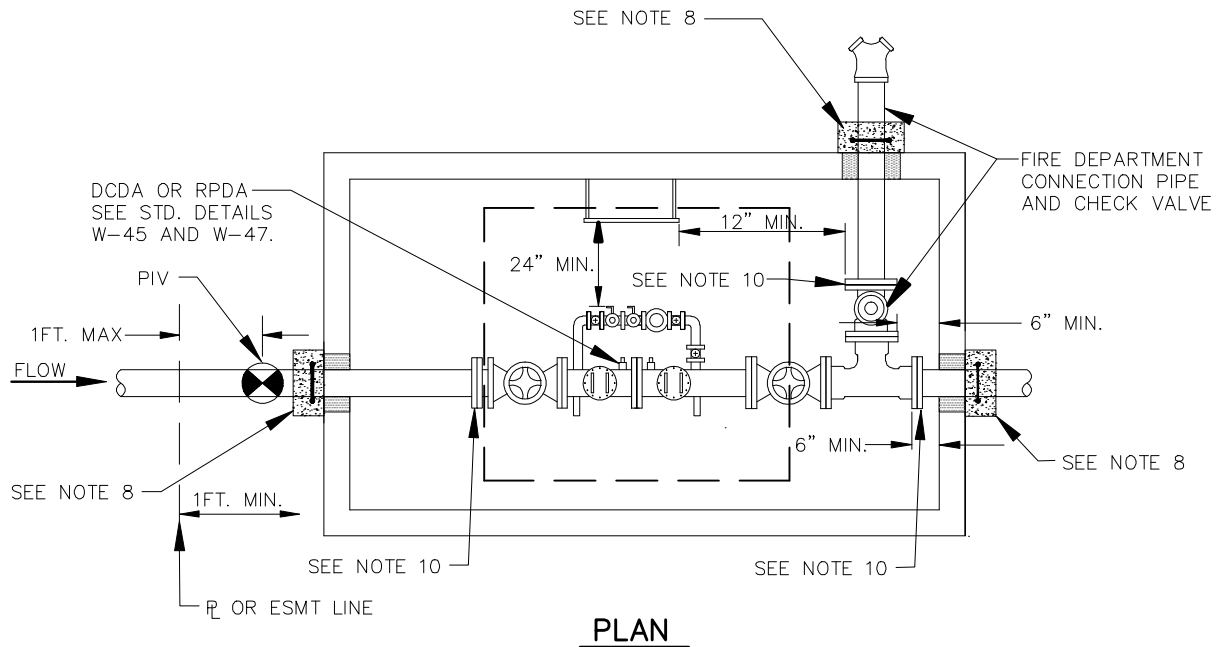 SEE NOTE 8
DCDA OR RPDA
SEE STD. DETAILS
W-45 AND W-47.
FIRE DEPARTMENT
CONNECTION PIPE
AND CHECK VALVE
12" MIN.
24" MIN.
SEE NOTE 10
PIV
1FT. MAX
6" MIN.
FLOW
6" MIN.
SEE NOTE 8
SEE NOTE 8
1FT. MIN.
SEE NOTE 10
SEE NOTE 10
℄ OR ESMT LINE
PLAN